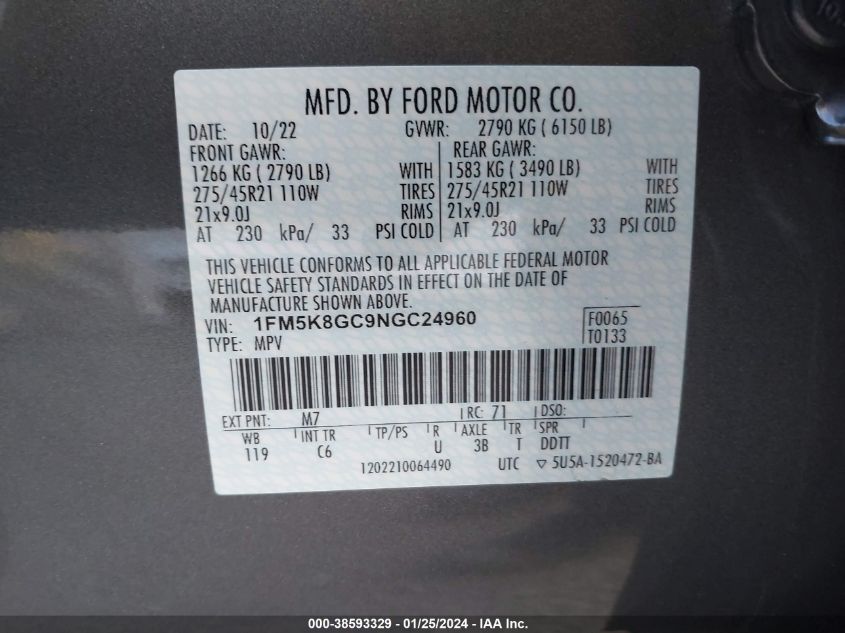 MFD. BY FORD MOTOR CO.
DATE: 10/22 GVWR: 2790 KG ( 6150 LB)
FRONT GAWR: REAR GAWR:
1266 KG ( 2790 LB) WITH 1583 KG ( 3490 LB) WITH
275/45R21 110W TIRES 275/45R21 110W TIRES
21x9.0J RIMS 21x9.0J RIMS
AT 230 kPa/ 33 PSI COLD AT 230 kPa/ 33 PSI COLD
THIS VEHICLE CONFORMS TO ALL APPLICABLE FEDERAL MOTOR
VEHICLE SAFETY STANDARDS IN EFFECT ON THE DATE OF
MANUFACTURE SHOWN ABOVE.
VIN: 1FM5K8GC9NGC24960 F0065
TYPE: MPV T0133
EXT PNT: M7 RC: 71 DSO:
WB INT TR TP/PS R AXLE TR SPR
119 C6 U 3B T DDTT
1202210064490 UTC ▽ 5U5A-1520472-BA
000-38593329 - 01/25/2024 - IAA Inc.